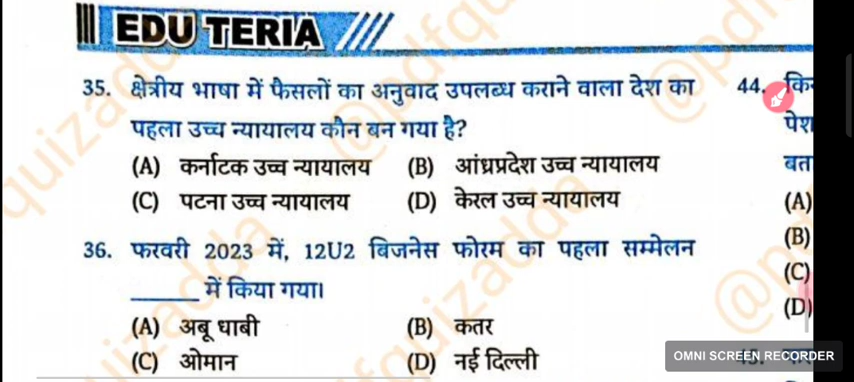 EDU TERIA
35. क्षेत्रीय भाषा में फैसलों का अनुवाद उपलब्ध कराने वाला देश का
पहला उच्च न्यायालय कौन बन गया है?
(A) कर्नाटक उच्च न्यायालय (B) आंध्रप्रदेश उच्च न्यायालय
(C) पटना उच्च न्यायालय (D) केरल उच्च न्यायालय
36. फरवरी 2023 में, 12U2 बिजनेस फोरम का पहला सम्मेलन
______ में किया गया।
(A) अबू धाबी (B) कतर
(C) ओमान (D) नई दिल्ली
44.
(A)
(B)
(C)
(D)
OMNI SCREEN RECORDER